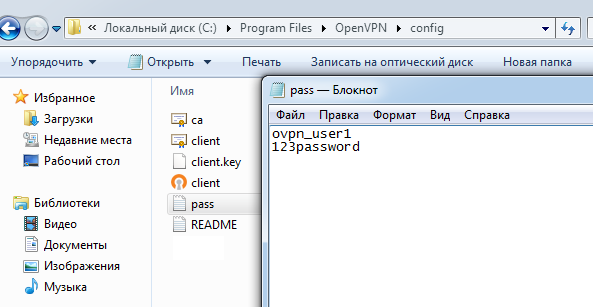 Локальный диск (C:) Program Files OpenVPN config
Упорядочить Открыть Печать Записать на оптический диск Новая папка
Избранное
Загрузки
Недавние места
Рабочий стол
Библиотеки
Видео
Документы
Изображения
Музыка
Имя
ca
client
client.key
client
pass
README
pass — Блокнот
Файл Правка Формат Вид Справка
ovpn_user1
123password